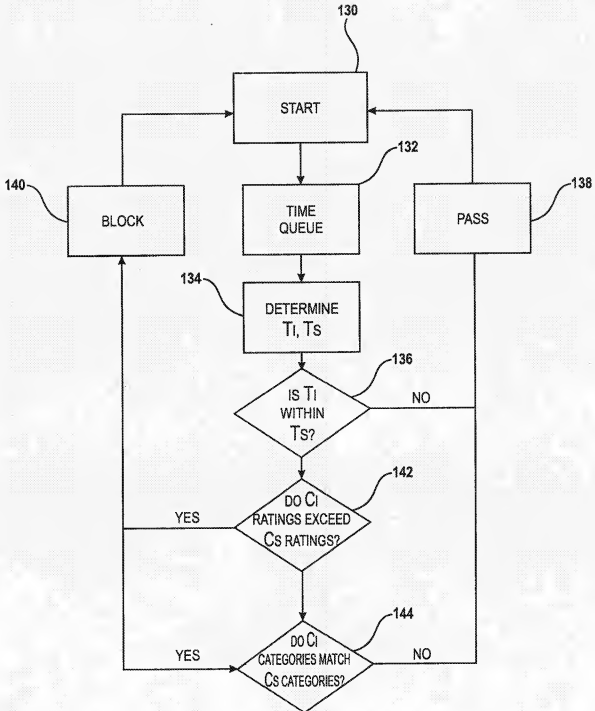 130
START
132
TIME
QUEUE
140
BLOCK
138
PASS
134
DETERMINE
TI, TS
136
IS TI
WITHIN
TS?
NO
142
DO CI
RATINGS EXCEED
CS RATINGS?
YES
144
DO CI
CATEGORIES MATCH
CS CATEGORIES?
YES
NO